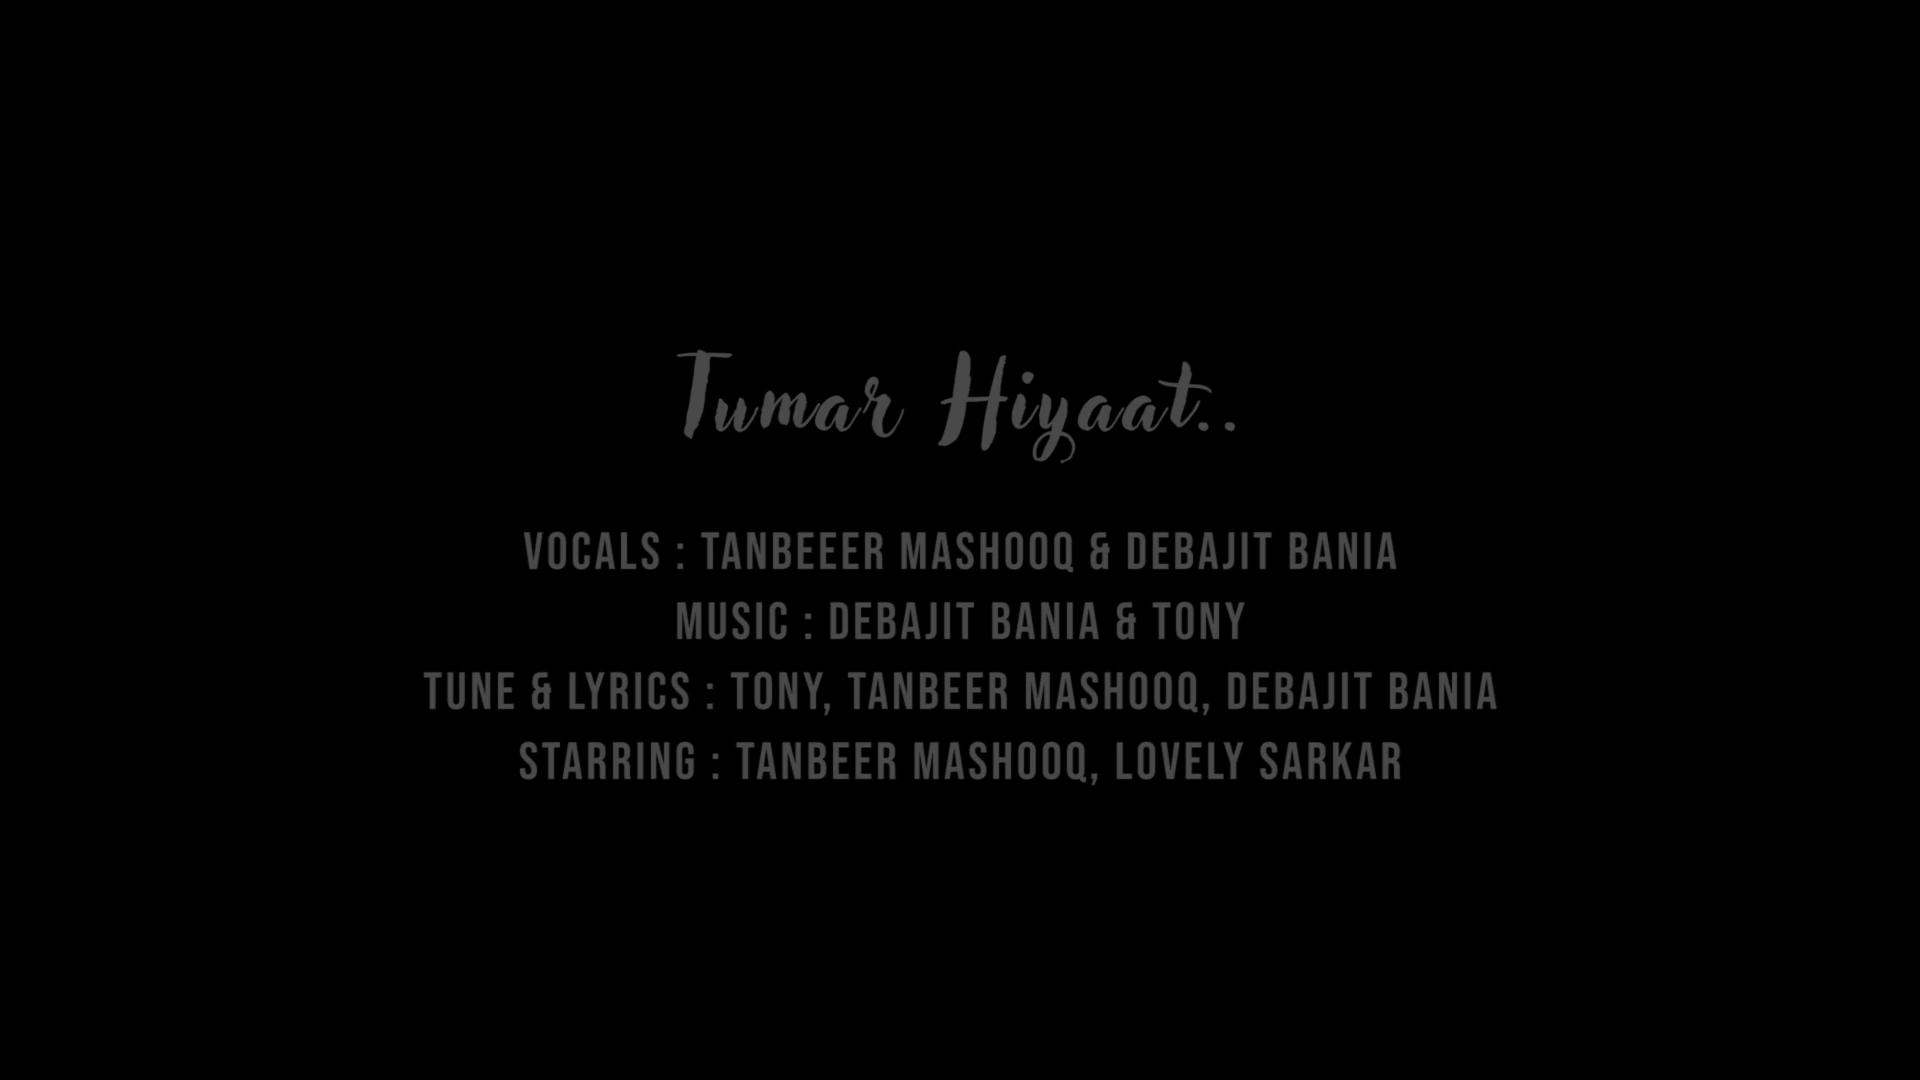 Tumar Hiyaat..
VOCALS : TANBEEER MASHOOQ & DEBAJIT BANIA
MUSIC : DEBAJIT BANIA & TONY
TUNE & LYRICS : TONY, TANBEER MASHOOQ, DEBAJIT BANIA
STARRING : TANBEER MASHOOQ, LOVELY SARKAR